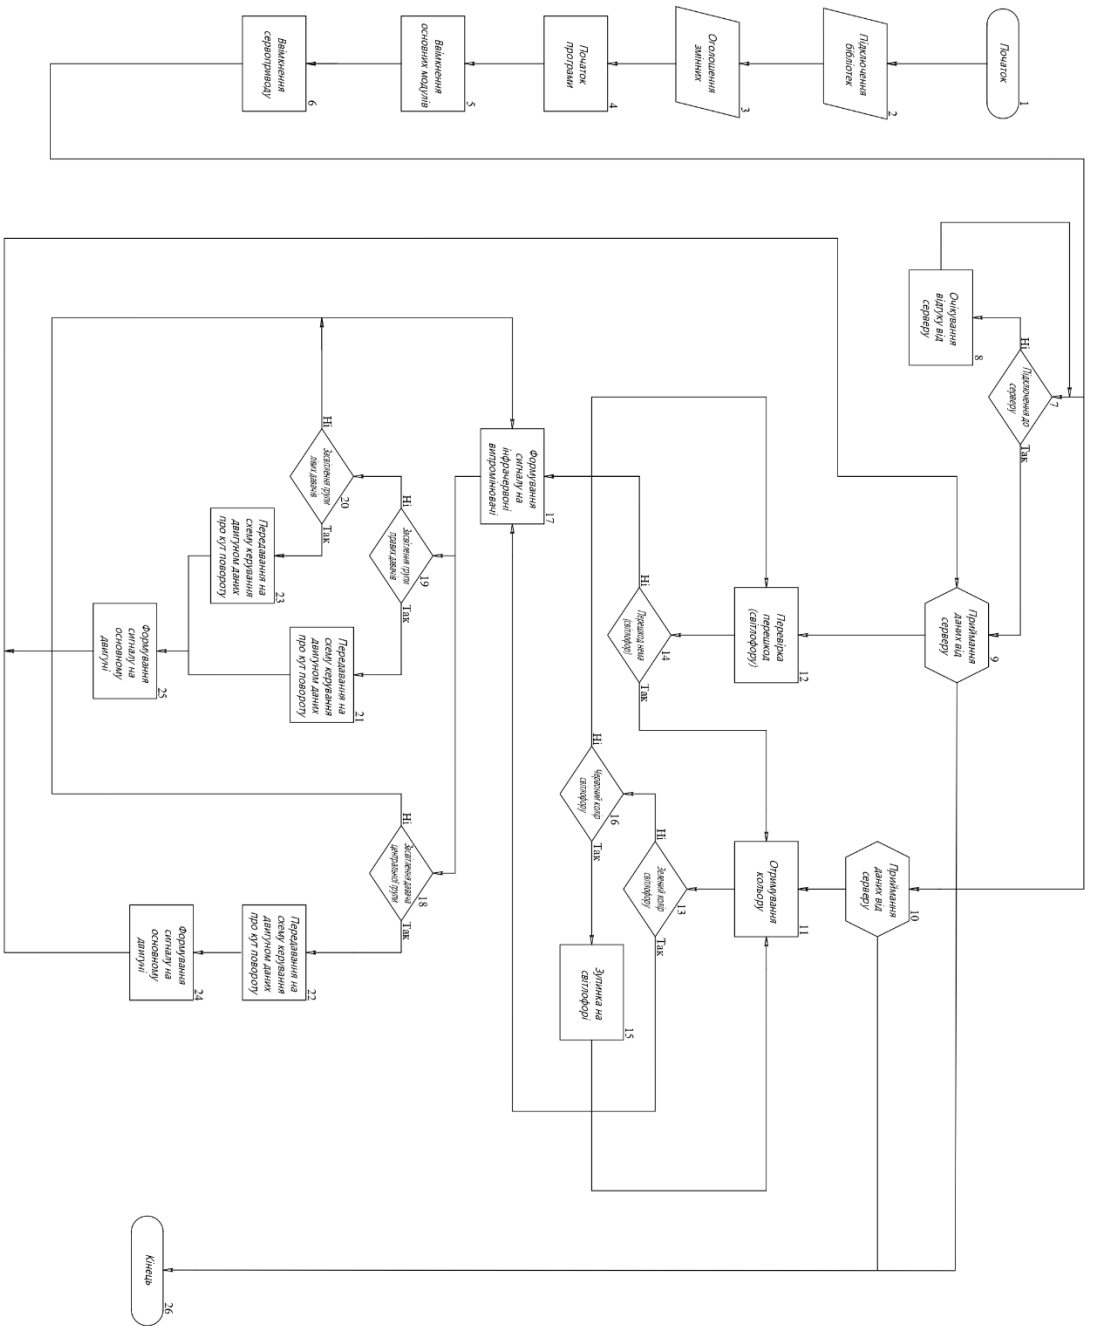 Початок
1
Підключення
бібліотек
2
Оголошення
змінних
3
Початок
програми
4
Ввімкнення
основних модулів
5
Ввімкнення
сервоприводу
6
Підключення до
серверу
7
Ні
Так
Очікування
відгуку від
серверу
8
Приймання
даних від
серверу
9
Приймання
даних від
серверу
10
Отримування
кольору
11
Перевірка
перешкод
(світлофору)
12
Зелений колір
світлофору
13
Ні
Так
Перешкод нема
(світлофор)
14
Ні
Так
Зупинка на
світлофорі
15
Червоний колір
світлофору
16
Ні
Так
Формування
сигналу на
інфрачервоні
випромінювачі
17
Засвітлення давача
центральної групи
18
Ні
Так
Засвітлення групи
правих давачів
19
Ні
Так
Засвітлення групи
лівих давачів
20
Ні
Так
Передавання на
схему керування
двигуном даних
про кут повороту
21
Передавання на
схему керування
двигуном даних
про кут повороту
22
Передавання на
схему керування
двигуном даних
про кут повороту
23
Формування
сигналу на
основному
двигуні
24
Формування
сигналу на
основному
двигуні
25
Кінець
26